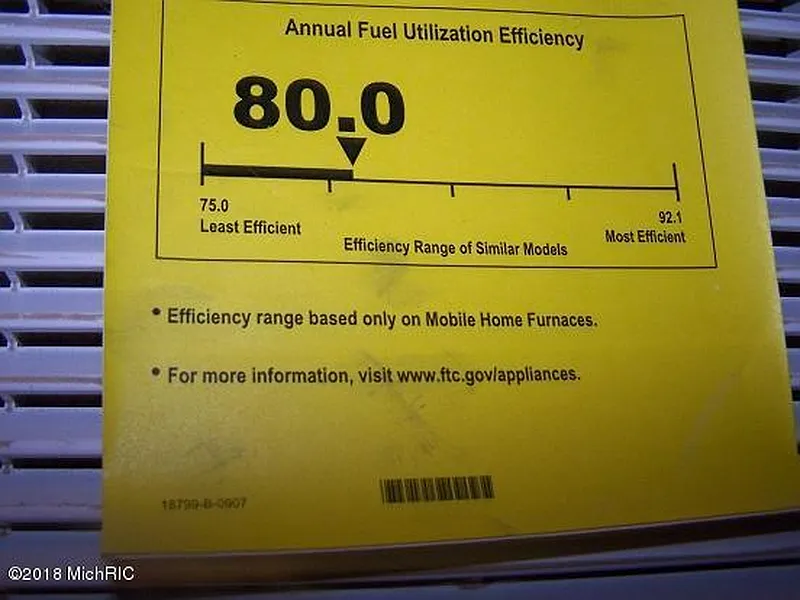 Annual Fuel Utilization Efficiency
80.0
75.0
Least Efficient
92.1
Most Efficient
Efficiency Range of Similar Models
• Efficiency range based only on Mobile Home Furnaces.
• For more information, visit www.ftc.gov/appliances.
18799-B-0907
©2018 MichRIC